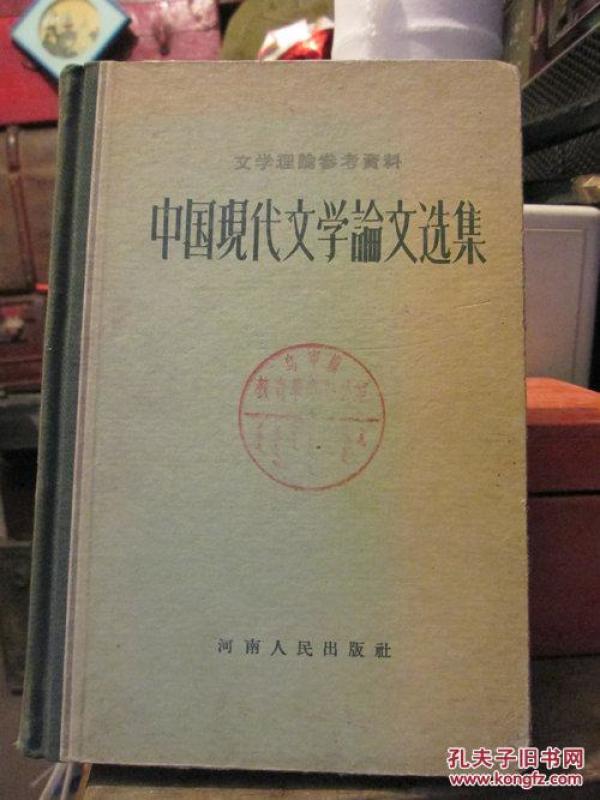 文学理論参考資料
中国現代文学論文选集
河南人民出版社
孔夫子旧书网
www.kongfz.com